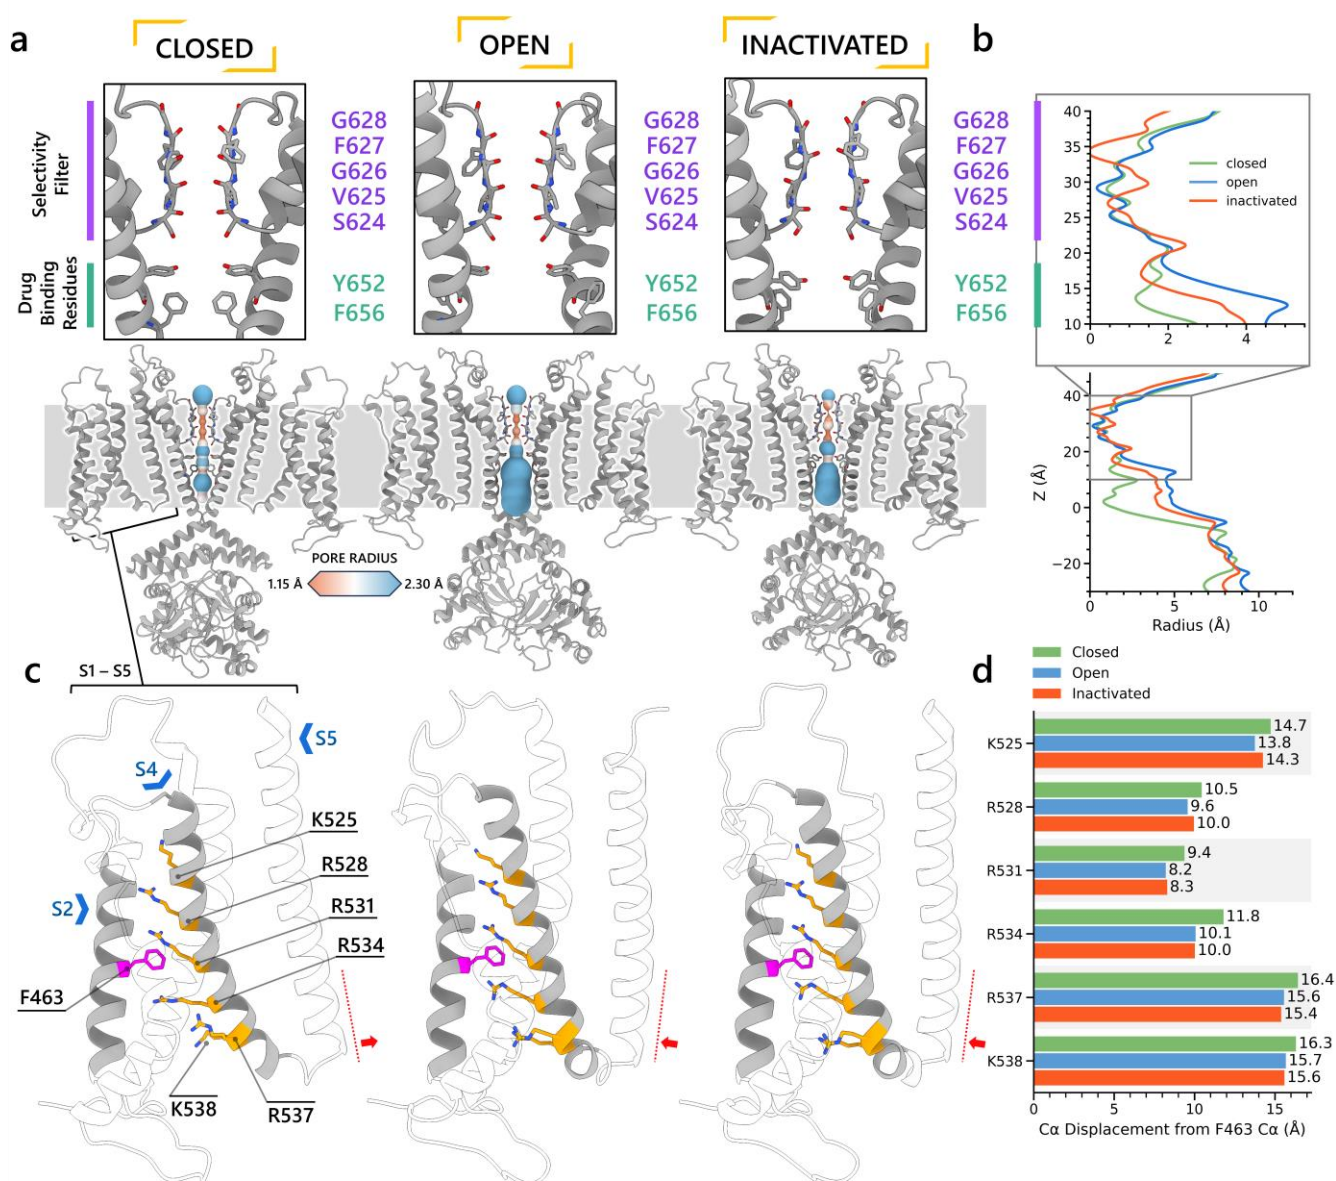 a
CLOSED
OPEN
INACTIVATED
b
Selectivity
Filter
Drug
Binding
Residues
G628
F627
G626
V625
S624
Y652
F656
G628
F627
G626
V625
S624
Y652
F656
G628
F627
G626
V625
S624
Y652
F656
40
35
30
25
20
15
10
0
2
4
closed
open
inactivated
40
20
0
−20
Z (Å)
0
5
10
Radius (Å)
PORE RADIUS
1.15 Å
2.30 Å
S1 – S5
c
S5
S4
S2
K525
R528
R531
R534
F463
K538
R537
d
Closed
Open
Inactivated
K525
14.7
13.8
14.3
R528
10.5
9.6
10.0
R531
9.4
8.2
8.3
R534
11.8
10.1
10.0
R537
16.4
15.6
15.4
K538
16.3
15.7
15.6
0
5
10
15
Cα Displacement from F463 Cα (Å)